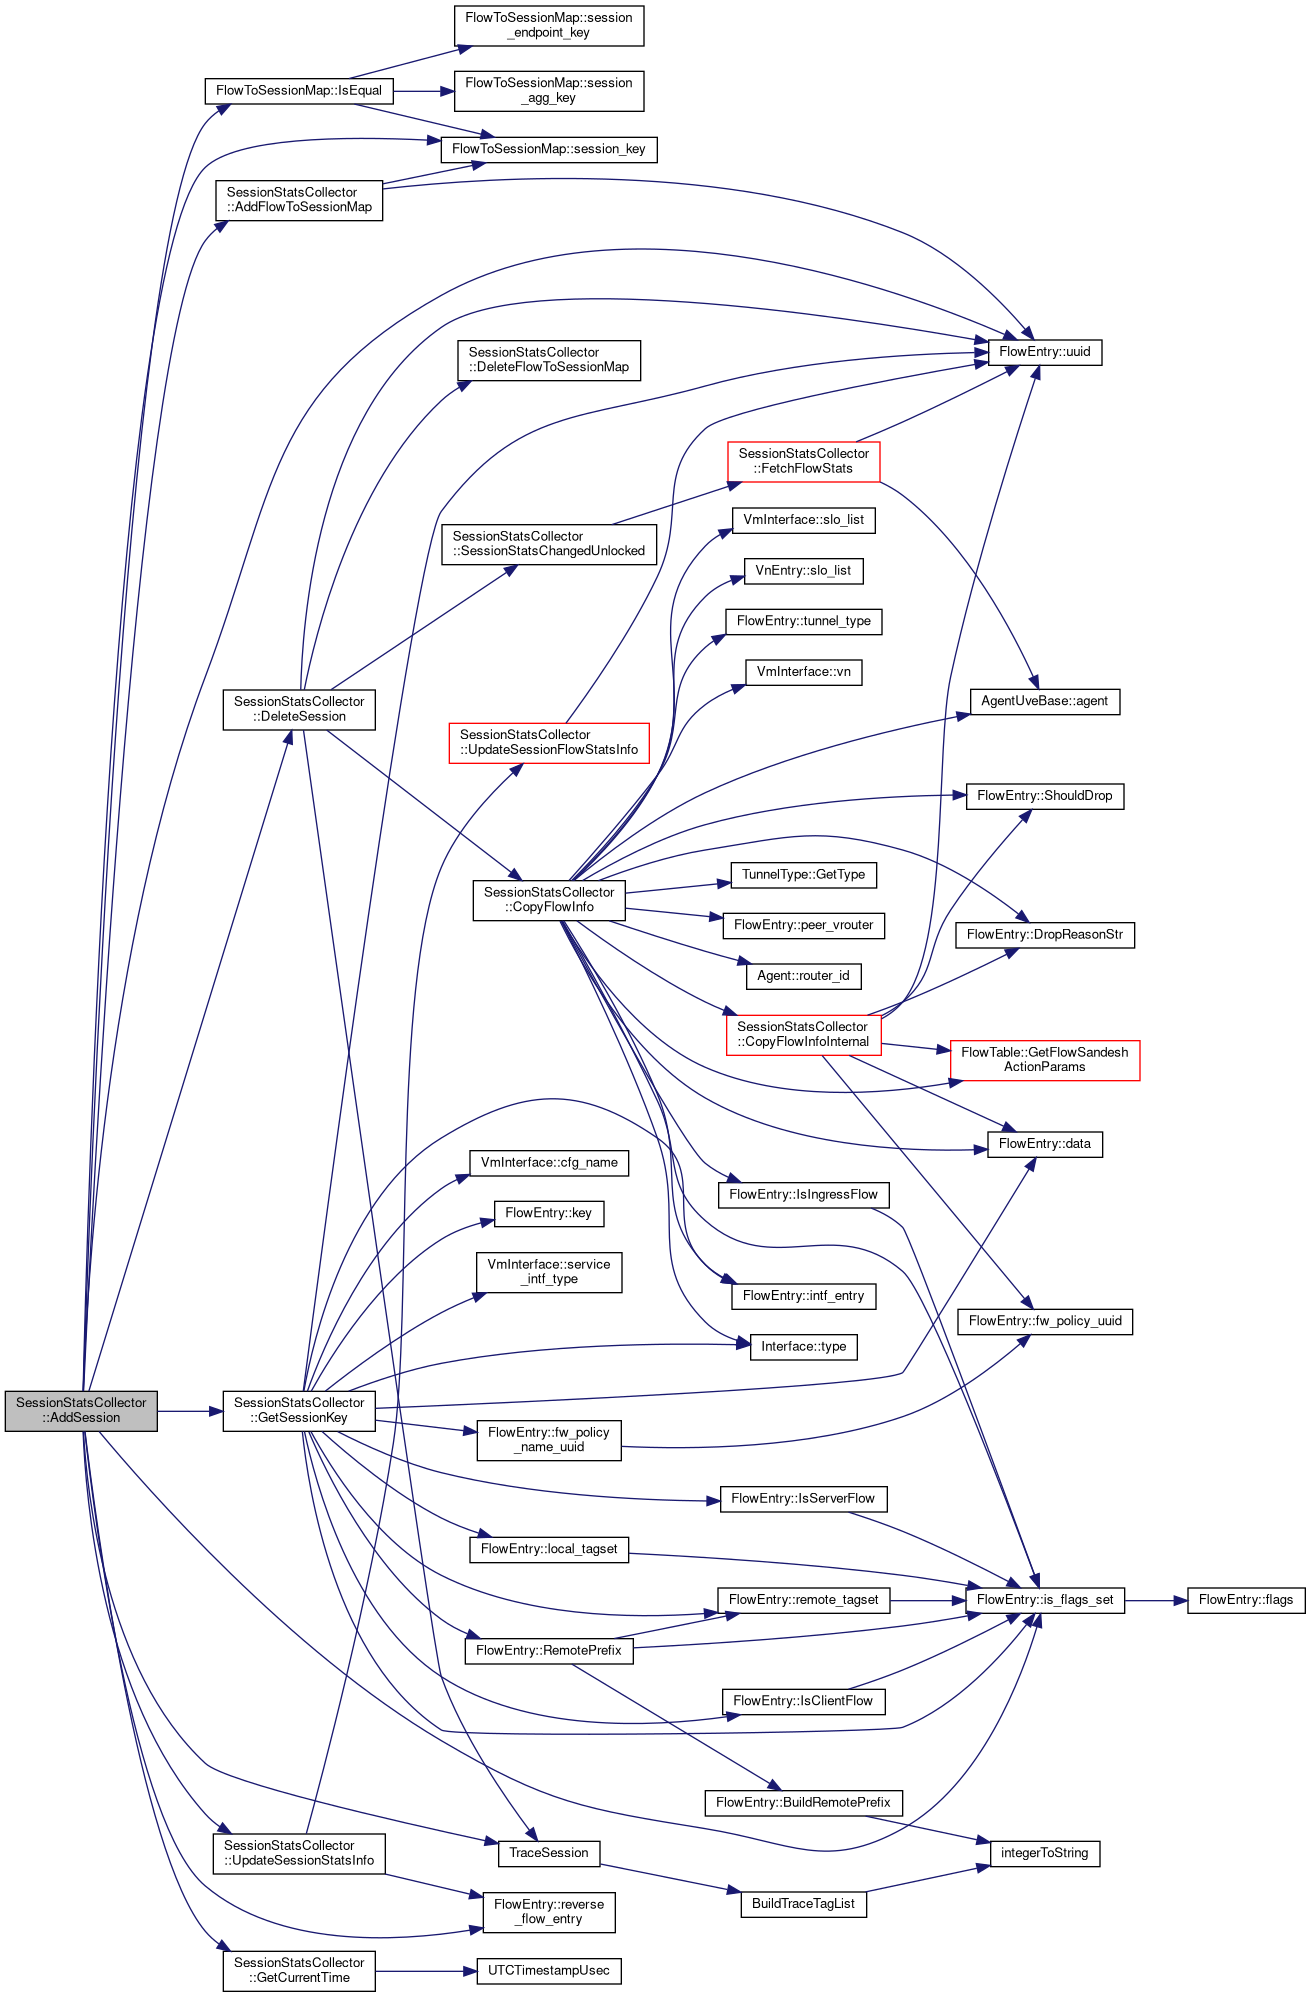 FlowToSessionMap::session
_endpoint_key
FlowToSessionMap::IsEqual
FlowToSessionMap::session
_agg_key
FlowToSessionMap::session_key
SessionStatsCollector
::AddFlowToSessionMap
SessionStatsCollector
::DeleteFlowToSessionMap
FlowEntry::uuid
SessionStatsCollector
::FetchFlowStats
VmInterface::slo_list
SessionStatsCollector
::SessionStatsChangedUnlocked
VnEntry::slo_list
FlowEntry::tunnel_type
VmInterface::vn
AgentUveBase::agent
SessionStatsCollector
::DeleteSession
SessionStatsCollector
::UpdateSessionFlowStatsInfo
FlowEntry::ShouldDrop
TunnelType::GetType
SessionStatsCollector
::CopyFlowInfo
FlowEntry::peer_vrouter
FlowEntry::DropReasonStr
Agent::router_id
SessionStatsCollector
::CopyFlowInfoInternal
FlowTable::GetFlowSandesh
ActionParams
FlowEntry::data
VmInterface::cfg_name
FlowEntry::IsIngressFlow
FlowEntry::key
VmInterface::service
_intf_type
FlowEntry::intf_entry
FlowEntry::fw_policy_uuid
Interface::type
SessionStatsCollector
::AddSession
SessionStatsCollector
::GetSessionKey
FlowEntry::fw_policy
_name_uuid
FlowEntry::IsServerFlow
FlowEntry::local_tagset
FlowEntry::remote_tagset
FlowEntry::is_flags_set
FlowEntry::flags
FlowEntry::RemotePrefix
FlowEntry::IsClientFlow
FlowEntry::BuildRemotePrefix
SessionStatsCollector
::UpdateSessionStatsInfo
TraceSession
integerToString
BuildTraceTagList
FlowEntry::reverse
_flow_entry
SessionStatsCollector
::GetCurrentTime
UTCTimestampUsec